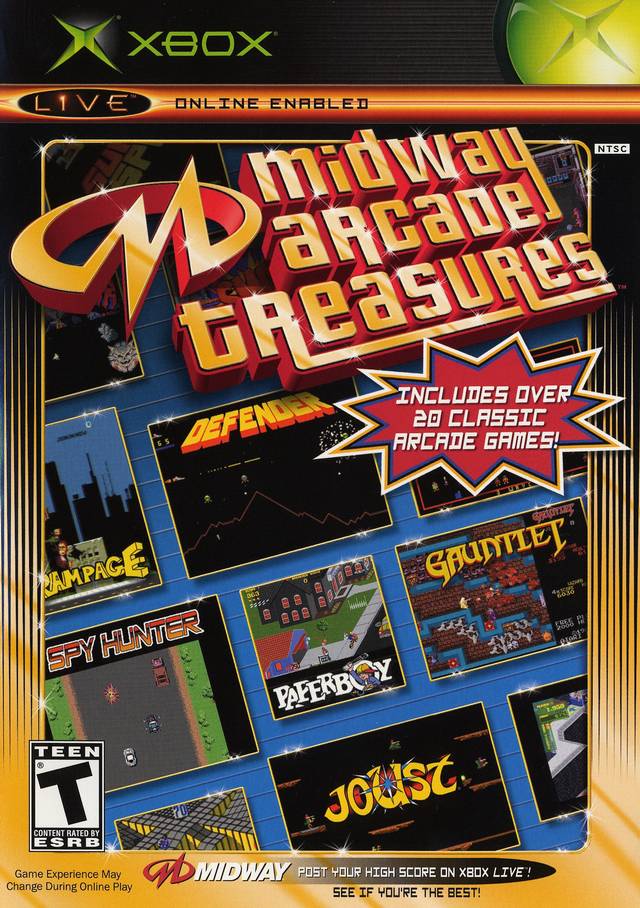 XBOX
LIVE™ ONLINE ENABLED
NTSC
midway
arcade
treasures™
INCLUDES OVER
20 CLASSIC
ARCADE GAMES!
DEFENDER
RAMPAGE
GAUNTLET
SPY HUNTER
PAPERBOY
JOUST
TEEN
T
CONTENT RATED BY
ESRB
Game Experience May
Change During Online Play
MIDWAY
POST YOUR HIGH SCORE ON XBOX LIVE!
SEE IF YOU'RE THE BEST!